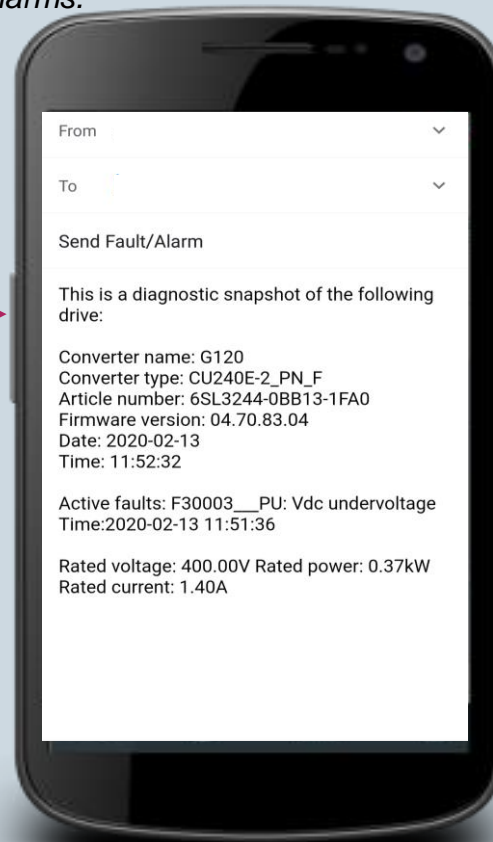 From
To
Send Fault/Alarm
This is a diagnostic snapshot of the following
drive:
Converter name: G120
Converter type: CU240E-2_PN_F
Article number: 6SL3244-0BB13-1FA0
Firmware version: 04.70.83.04
Date: 2020-02-13
Time: 11:52:32
Active faults: F30003___PU: Vdc undervoltage
Time:2020-02-13 11:51:36
Rated voltage: 400.00V Rated power: 0.37kW
Rated current: 1.40A